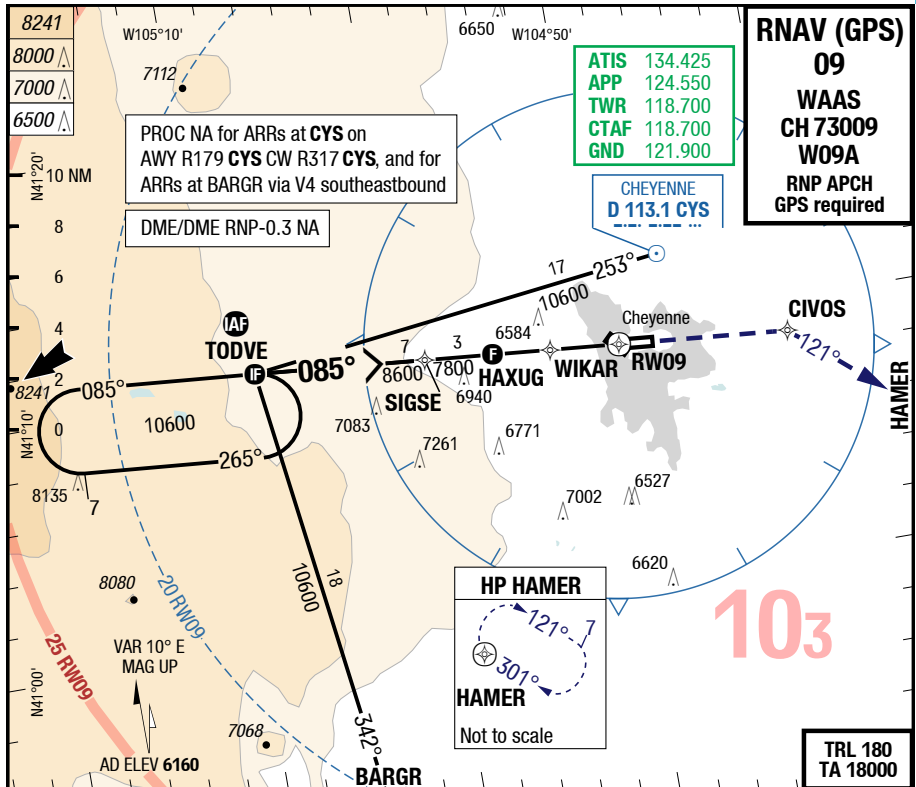 8241
8000
7000
6500
W105°10'
7112
6650
W104°50'
ATIS 134.425
APP 124.550
TWR 118.700
CTAF 118.700
GND 121.900
RNAV (GPS)
09
WAAS
CH 73009
W09A
RNP APCH
GPS required
PROC NA for ARRs at CYS on
AWY R179 CYS CW R317 CYS, and for
ARRs at BARGR via V4 southeastbound
DME/DME RNP-0.3 NA
CHEYENNE
D 113.1 CYS
N41°20'
10 NM
8
6
4
2
0
17
253°
10600
IAF
TODVE
IF
085°
085°
7
8600
SIGSE
3
7800
6584
F
HAXUG
WIKAR
Cheyenne
RW09
CIVOS
121°
HAMER
8241
N41°10'
10600
265°
7083
6940
7261
6771
8135
7
7002
6527
6620
8080
20 RW09
18
10600
HP HAMER
121°
7
301°
HAMER
Not to scale
103
25 RW09
VAR 10° E
MAG UP
N41°00'
7068
342°
BARGR
AD ELEV 6160
TRL 180
TA 18000